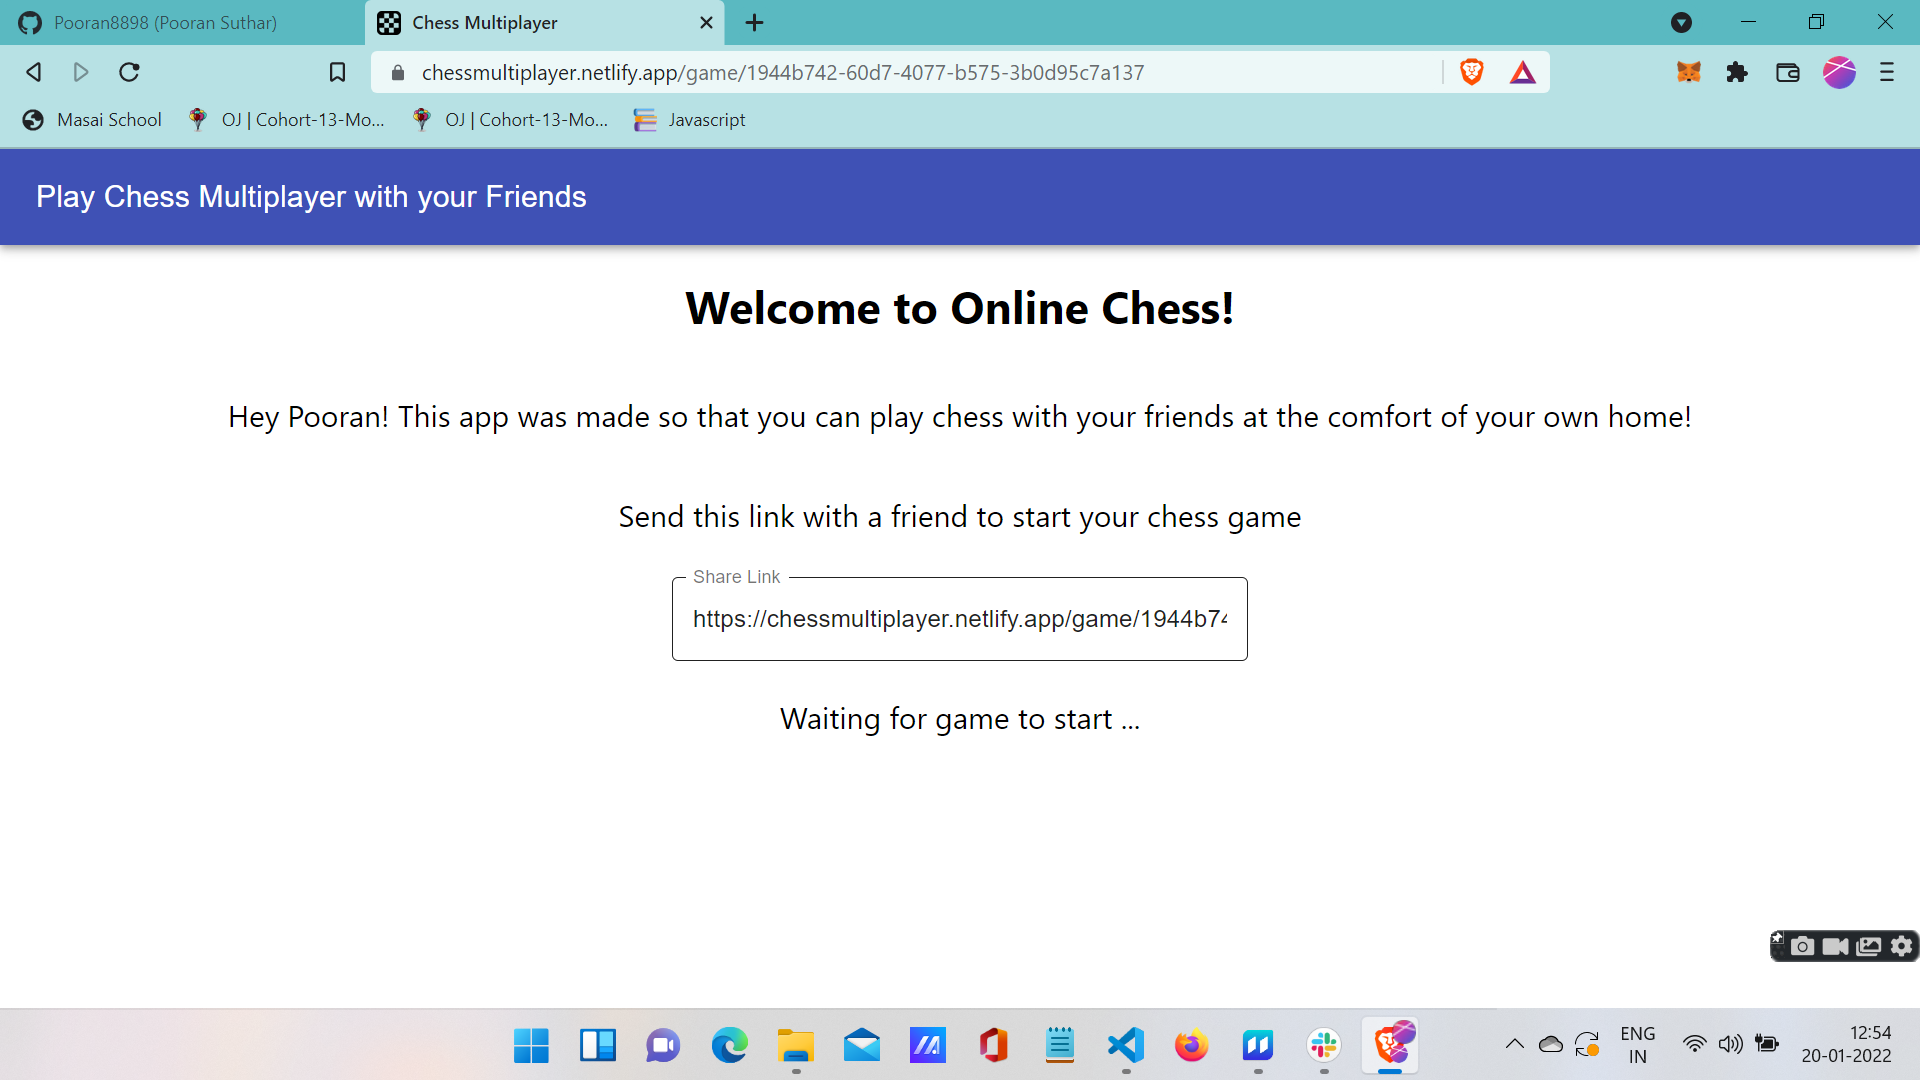 Pooran8898 (Pooran Suthar)
Chess Multiplayer
chessmultiplayer.netlify.app/game/1944b742-60d7-4077-b575-3b0d95c7a137
Masai School
OJ | Cohort-13-Mo...
OJ | Cohort-13-Mo...
Javascript
Play Chess Multiplayer with your Friends
Welcome to Online Chess!
Hey Pooran! This app was made so that you can play chess with your friends at the comfort of your own home!
Send this link with a friend to start your chess game
Share Link
https://chessmultiplayer.netlify.app/game/1944b74
Waiting for game to start ...
ENG
IN
12:54
20-01-2022